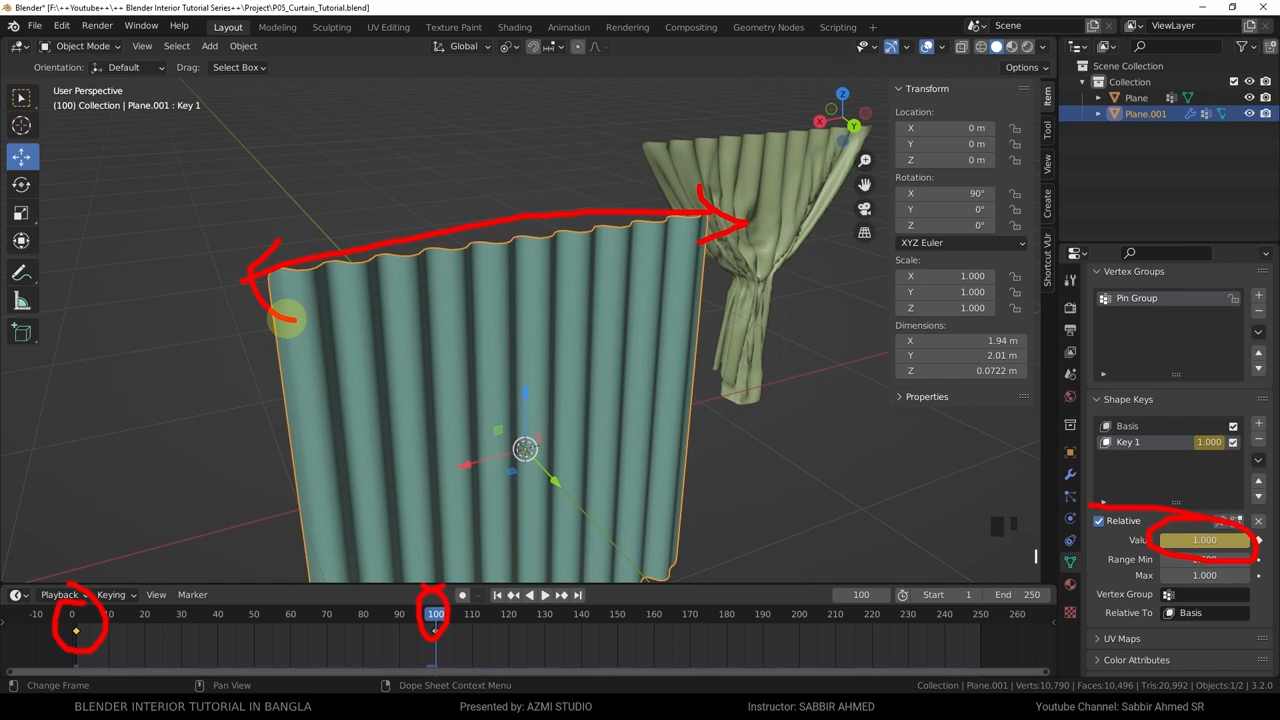 Blender* [F:\++Youtube++\++ Blender Interior Tutorial Series++\Project\P05_Curtain_Tutorial.blend]
File Edit Render Window Help Layout Modeling Sculpting UV Editing Texture Paint Shading Animation Rendering Compositing Geometry Nodes Scripting Scene ViewLayer
Object Mode View Select Add Object Global
Orientation: Default Drag: Select Box Options
User Perspective
(100) Collection | Plane.001 : Key 1
Scene Collection
Collection
Plane
Plane.001
Z
X
Y
Transform
Location:
X 0 m
Y 0 m
Z 0 m
Rotation:
X 90°
Y 0°
Z 0°
XYZ Euler
Scale:
X 1.000
Y 1.000
Z 1.000
Dimensions:
X 1.94 m
Y 2.01 m
Z 0.0722 m
Properties
Item
Tool
View
Create
Shortcut VUr
Vertex Groups
Pin Group
Shape Keys
Basis
Key 1 1.000
Relative
1.000
Range Min
Max 1.000
Vertex Group
Relative To Basis
UV Maps
Color Attributes
Playback Keying View Marker 100 Start 1 End 250
-10 0 10 20 30 40 50 60 70 80 90 100 110 120 130 140 150 160 170 180 190 200 210 220 230 240 250 260
Change Frame Pan View Dope Sheet Context Menu Collection | Plane.001 | Verts:10,790 | Faces:10,496 | Tris:20,992 | Objects:1/2 | 3.2.0
BLENDER INTERIOR TUTORIAL IN BANGLA Presented by: AZMI STUDIO Instructor: SABBIR AHMED Youtube Channel: Sabbir Ahmed SR